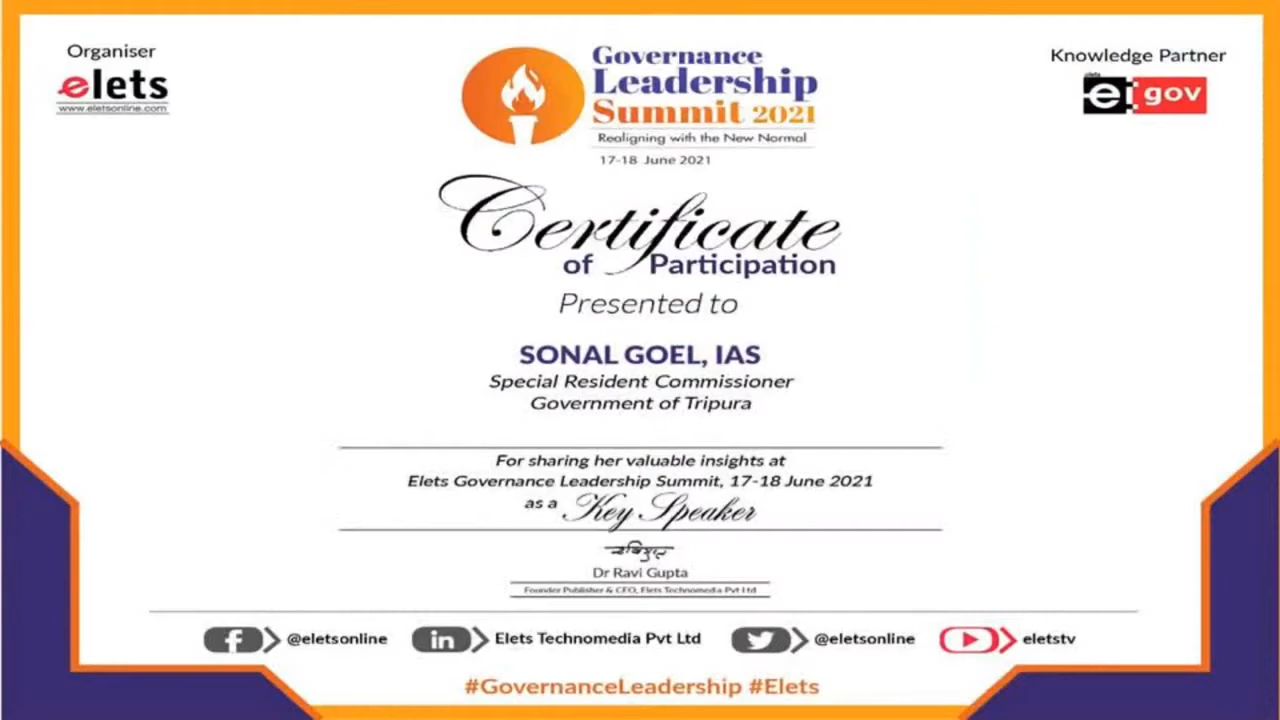 Organiser
elets
www.eletsonline.com
Governance
Leadership
Summit 2021
Realigning with the New Normal
17-18 June 2021
Knowledge Partner
elets
e gov
Certificate
of Participation
Presented to
SONAL GOEL, IAS
Special Resident Commissioner
Government of Tripura
For sharing her valuable insights at
Elets Governance Leadership Summit, 17-18 June 2021
as a Key Speaker
Dr Ravi Gupta
Founder Publisher & CEO, Elets Technomedia Pvt Ltd
@eletsonline
in
Elets Technomedia Pvt Ltd
@eletsonline
eletstv
#GovernanceLeadership #Elets